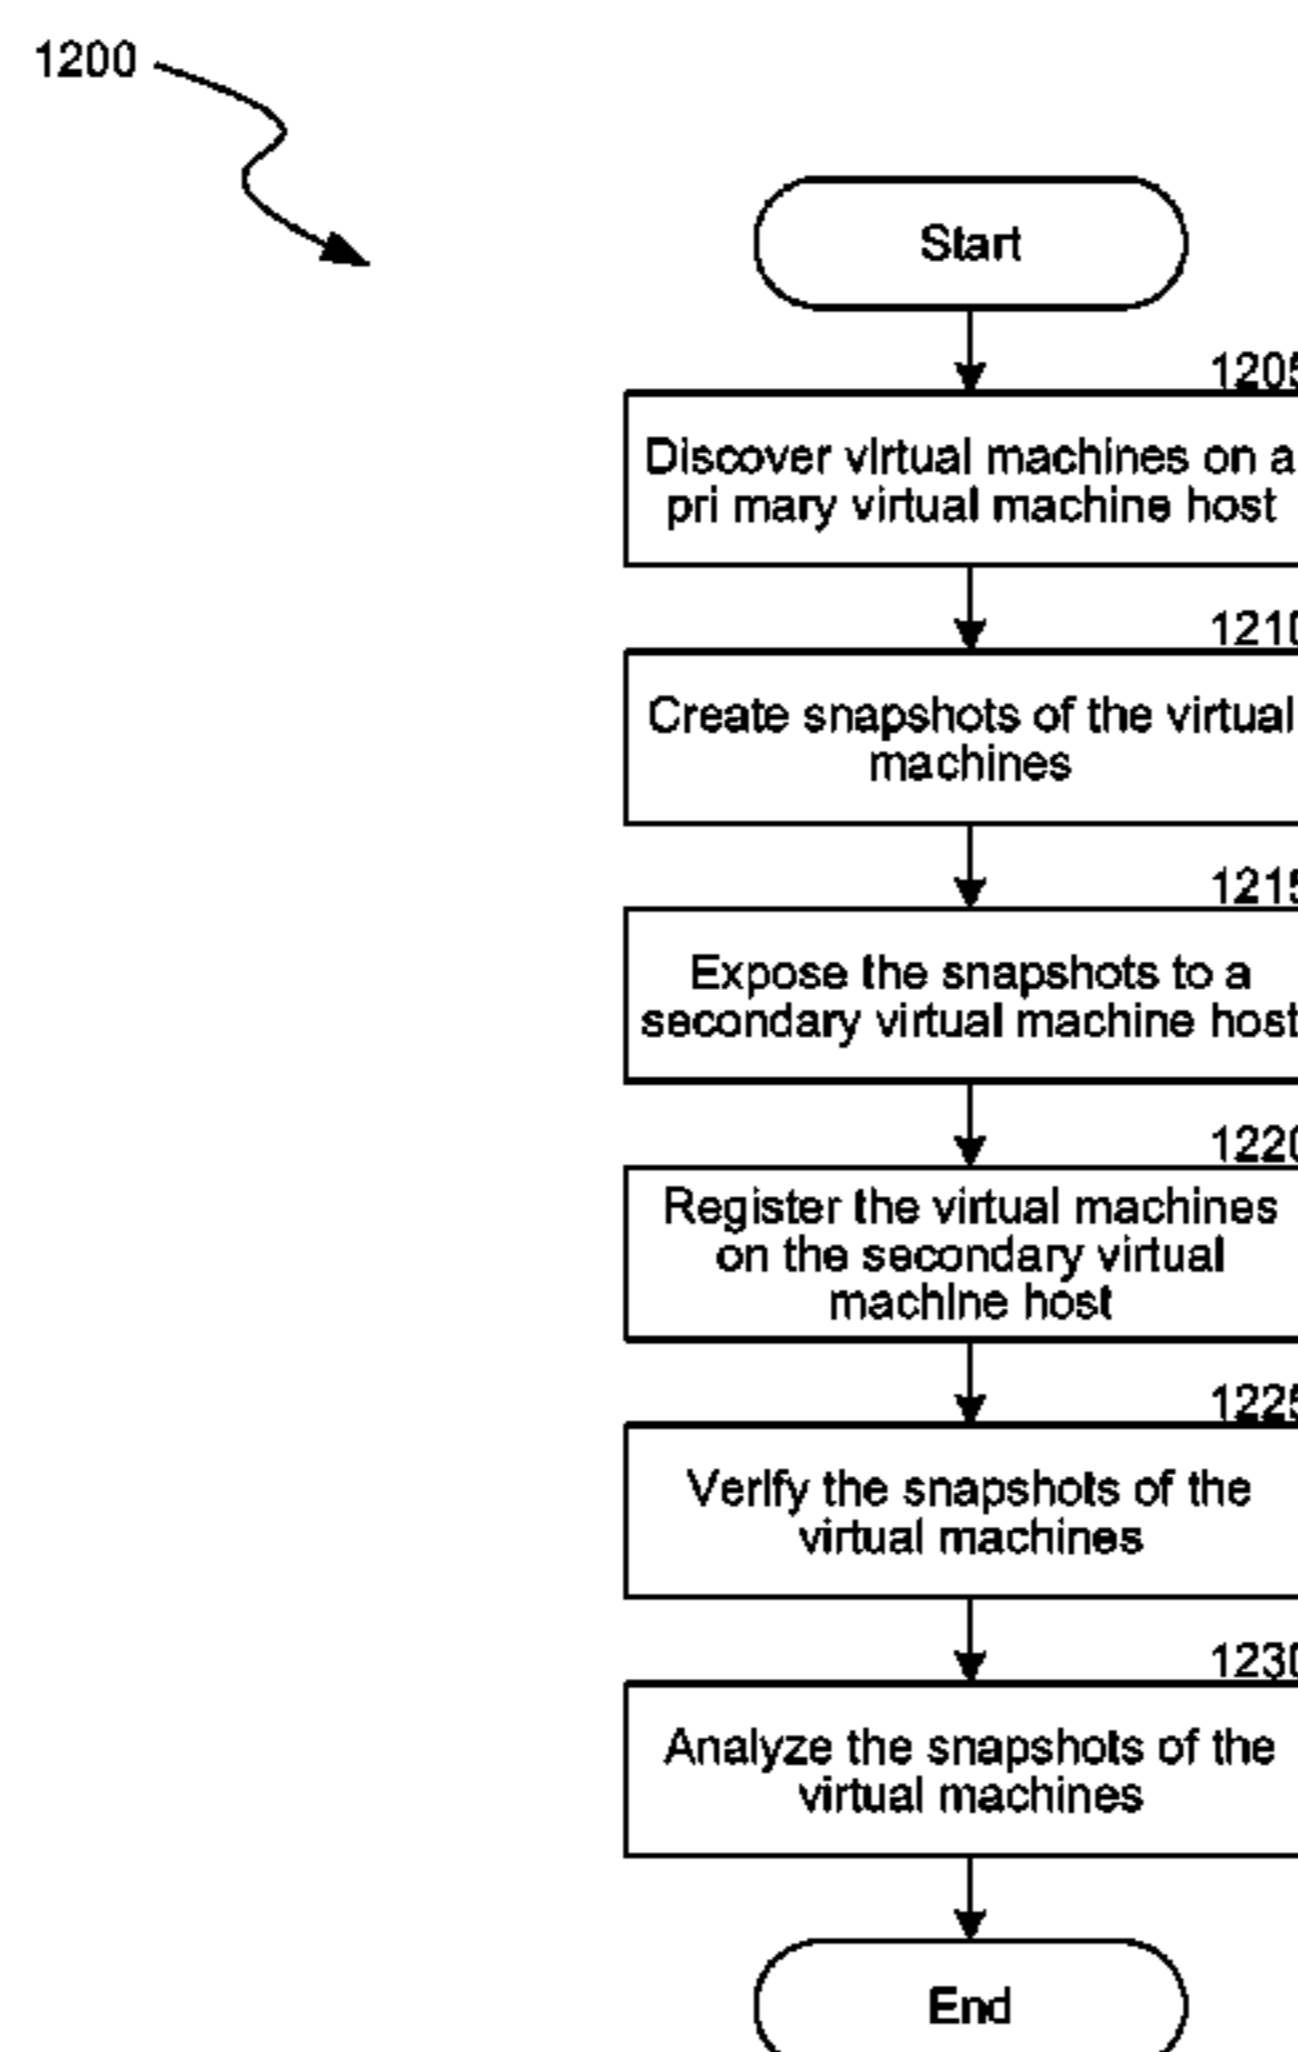 1200
Start
1205
Discover virtual machines on a
pri mary virtual machine host
1210
Create snapshots of the virtual
machines
1215
Expose the snapshots to a
secondary virtual machine host
1220
Register the virtual machines
on the secondary virtual
machine host
1225
Verify the snapshots of the
virtual machines
1230
Analyze the snapshots of the
virtual machines
End